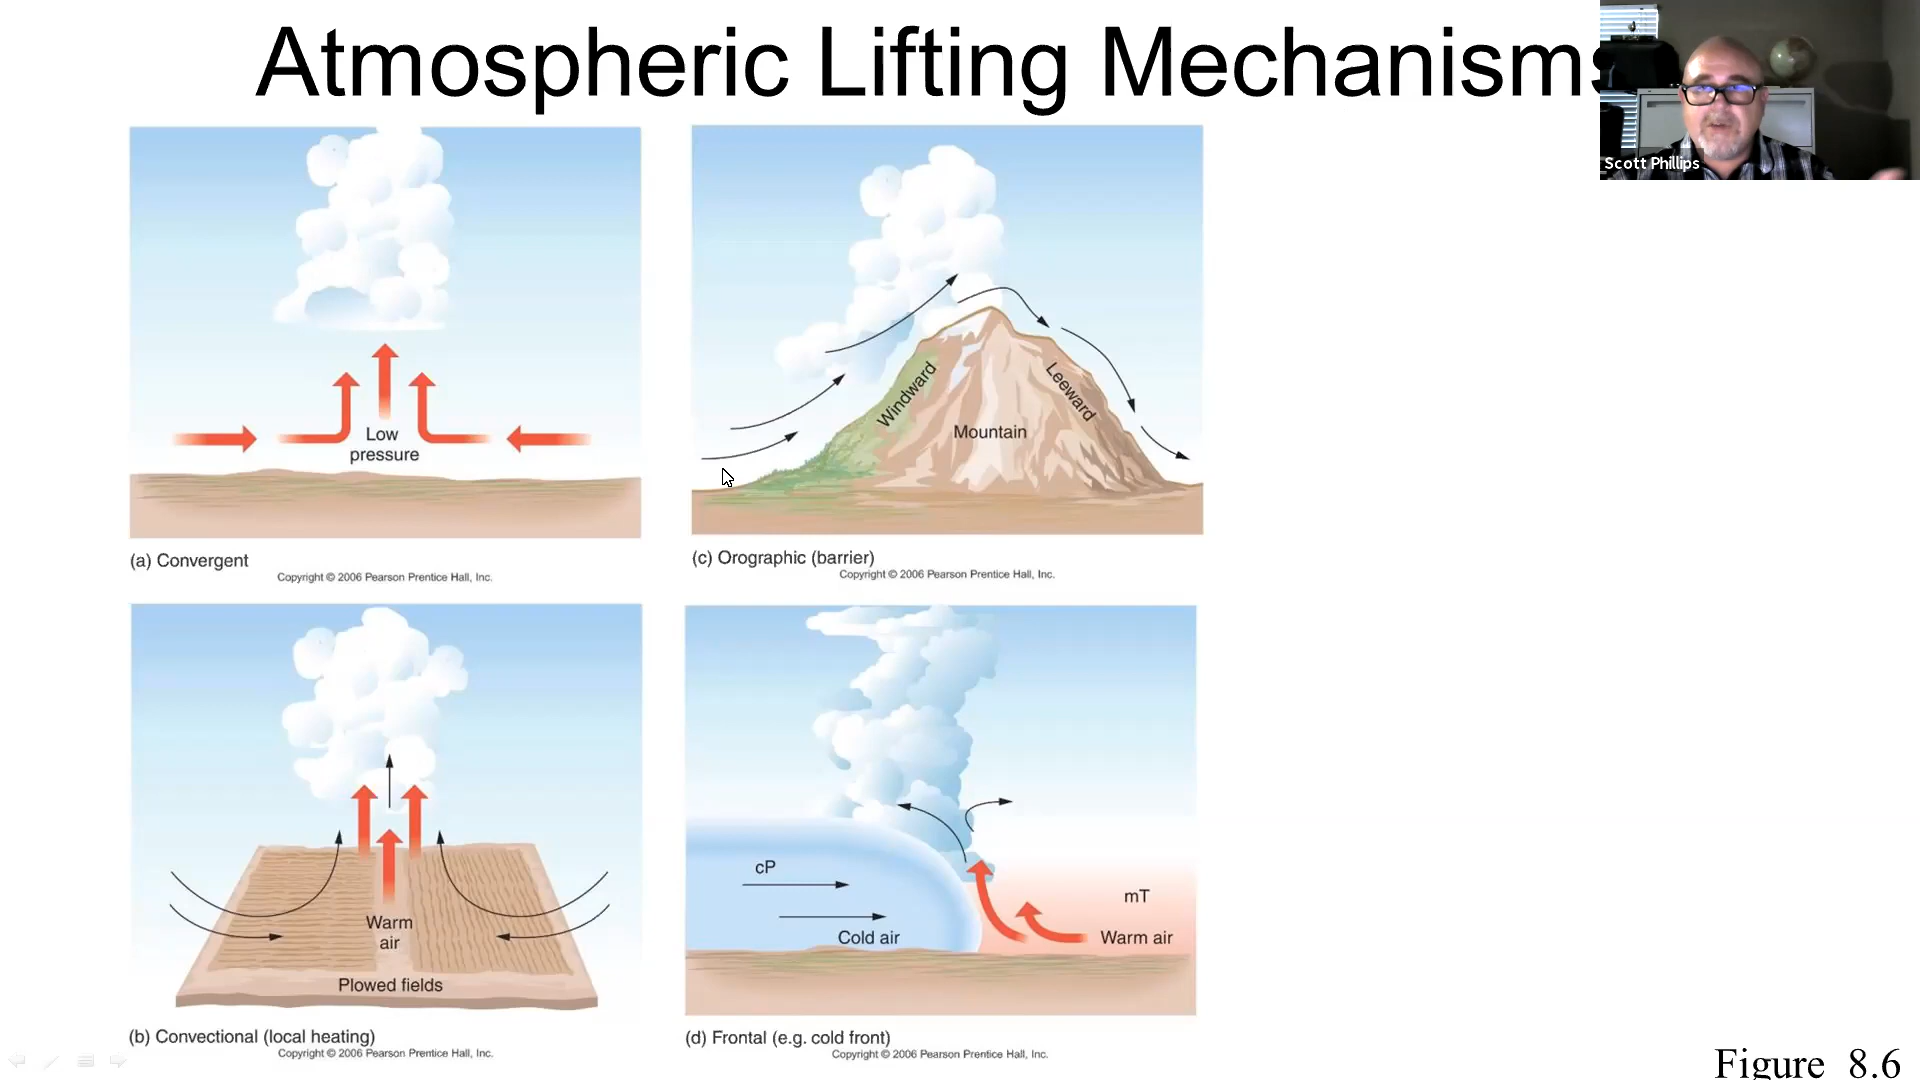 Atmospheric Lifting Mechanisms
Scott Phillips
Low
pressure
(a) Convergent
Copyright © 2006 Pearson Prentice Hall, Inc.
Windward
Leeward
Mountain
(c) Orographic (barrier)
Copyright © 2006 Pearson Prentice Hall, Inc.
Warm
air
Plowed fields
(b) Convectional (local heating)
Copyright © 2006 Pearson Prentice Hall, Inc.
cP
mT
Cold air
Warm air
(d) Frontal (e.g. cold front)
Copyright © 2006 Pearson Prentice Hall, Inc.
Figure 8.6